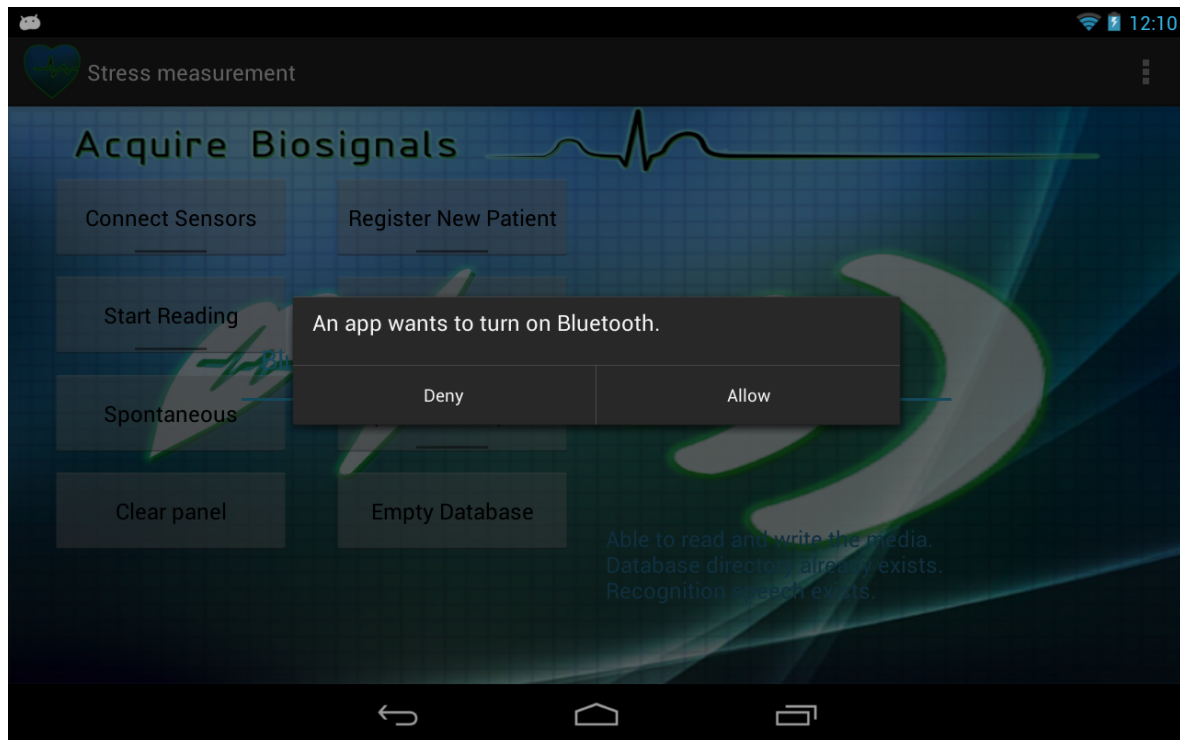 12:10
Stress measurement
Acquire Biosignals
Connect Sensors
Register New Patient
Start Reading
An app wants to turn on Bluetooth.
Deny
Allow
Spontaneous
Clear panel
Empty Database
Able to read and write the media.
Database directory already exists.
Recognition speech exists.